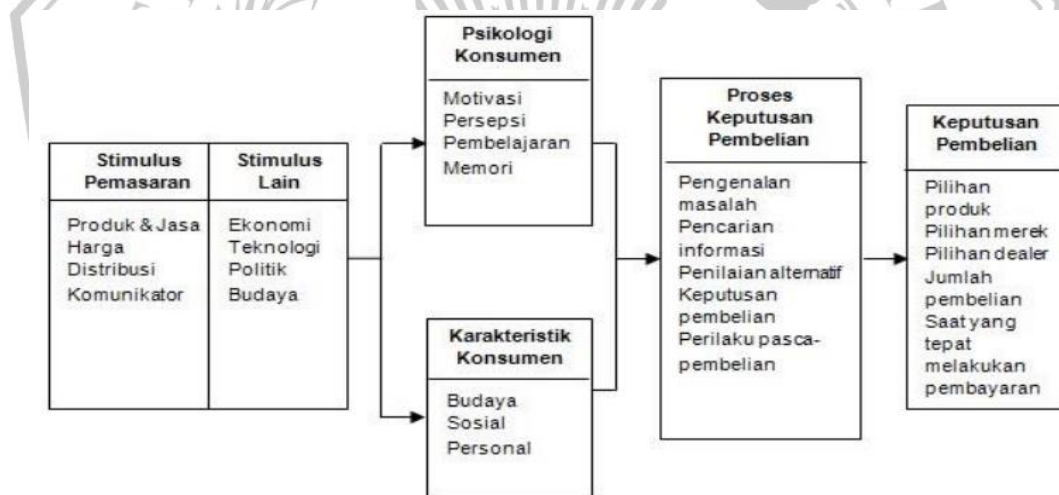 Stimulus
Pemasaran
Produk & Jasa
Harga
Distribusi
Komunikator
Stimulus
Lain
Ekonomi
Teknologi
Politik
Budaya
Psikologi
Konsumen
Motivasi
Persepsi
Pembelajaran
Memori
Karakteristik
Konsumen
Budaya
Sosial
Personal
Proses
Keputusan
Pembelian
Pengenalan
masalah
Pencarian
informasi
Penilaian alternatif
Keputusan
pembelian
Perilaku pasca-
pembelian
Keputusan
Pembelian
Pilihan
produk
Pilihan merek
Pilihan dealer
Jumlah
pembelian
Saat yang
tepat
melakukan
pembayaran